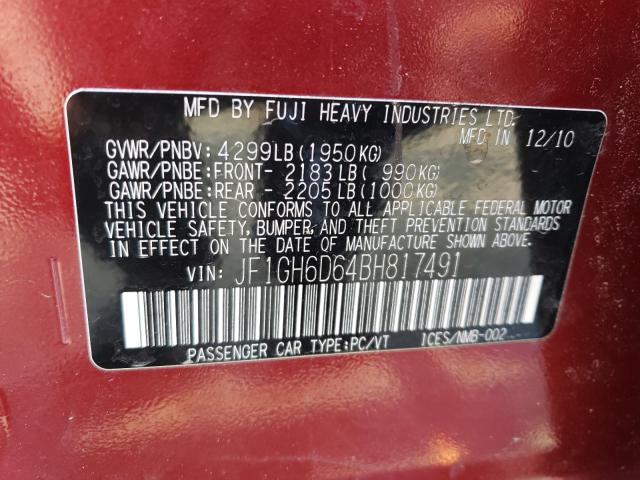 MFD BY FUJI HEAVY INDUSTRIES LTD.
MFD IN 12/10
GVWR/PNBV: 4299LB(1950KG)
GAWR/PNBE: FRONT- 2183LB( 990KG)
GAWR/PNBE: REAR - 2205LB(1000KG)
THIS VEHICLE CONFORMS TO ALL APPLICABLE FEDERAL MOTOR
VEHICLE SAFETY, BUMPER, AND THEFT PREVENTION STANDARDS
IN EFFECT ON THE DATE OF MANUFACTURE SHOWN ABOVE.
VIN: JF1GH6D64BH817491
PASSENGER CAR TYPE:PC/VT ICES/NMB-002